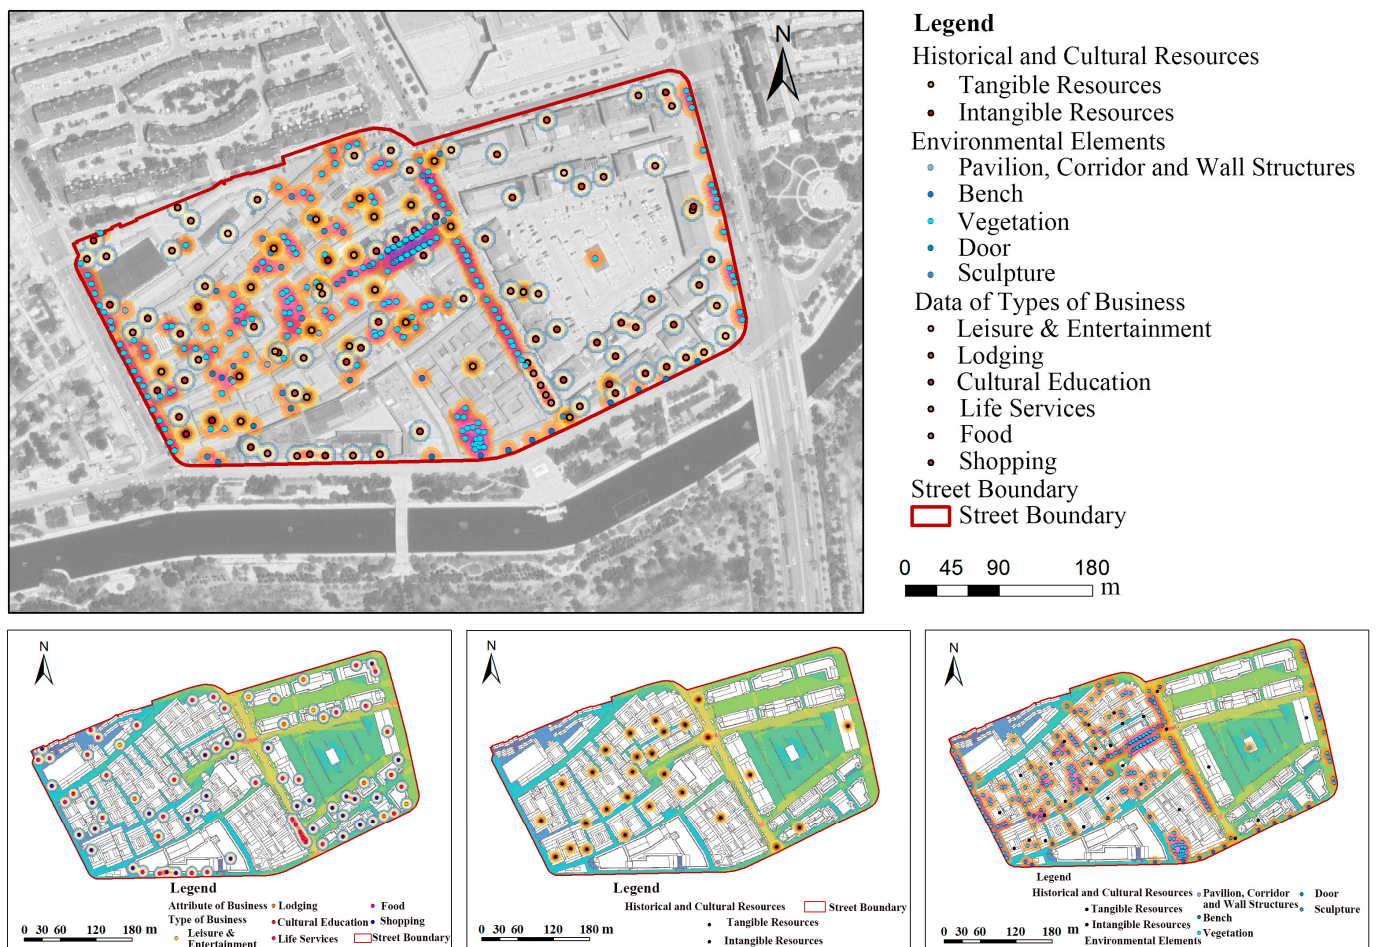 N
Legend
Historical and Cultural Resources
Tangible Resources
Intangible Resources
Environmental Elements
Pavilion, Corridor and Wall Structures
Bench
Vegetation
Door
Sculpture
Data of Types of Business
Leisure & Entertainment
Lodging
Cultural Education
Life Services
Food
Shopping
Street Boundary
Street Boundary
0 45 90 180
m
N
Legend
Attribute of Business
Type of Business
Leisure &
Entertainment
Lodging
Cultural Education
Life Services
Food
Shopping
Street Boundary
0 30 60 120 180 m
N
Legend
Historical and Cultural Resources
Street Boundary
Tangible Resources
Intangible Resources
0 30 60 120 180 m
N
Legend
Historical and Cultural Resources
Tangible Resources
Intangible Resources
Environmental Elements
Pavilion, Corridor
and Wall Structures
Bench
Vegetation
Door
Sculpture
0 30 60 120 180 m